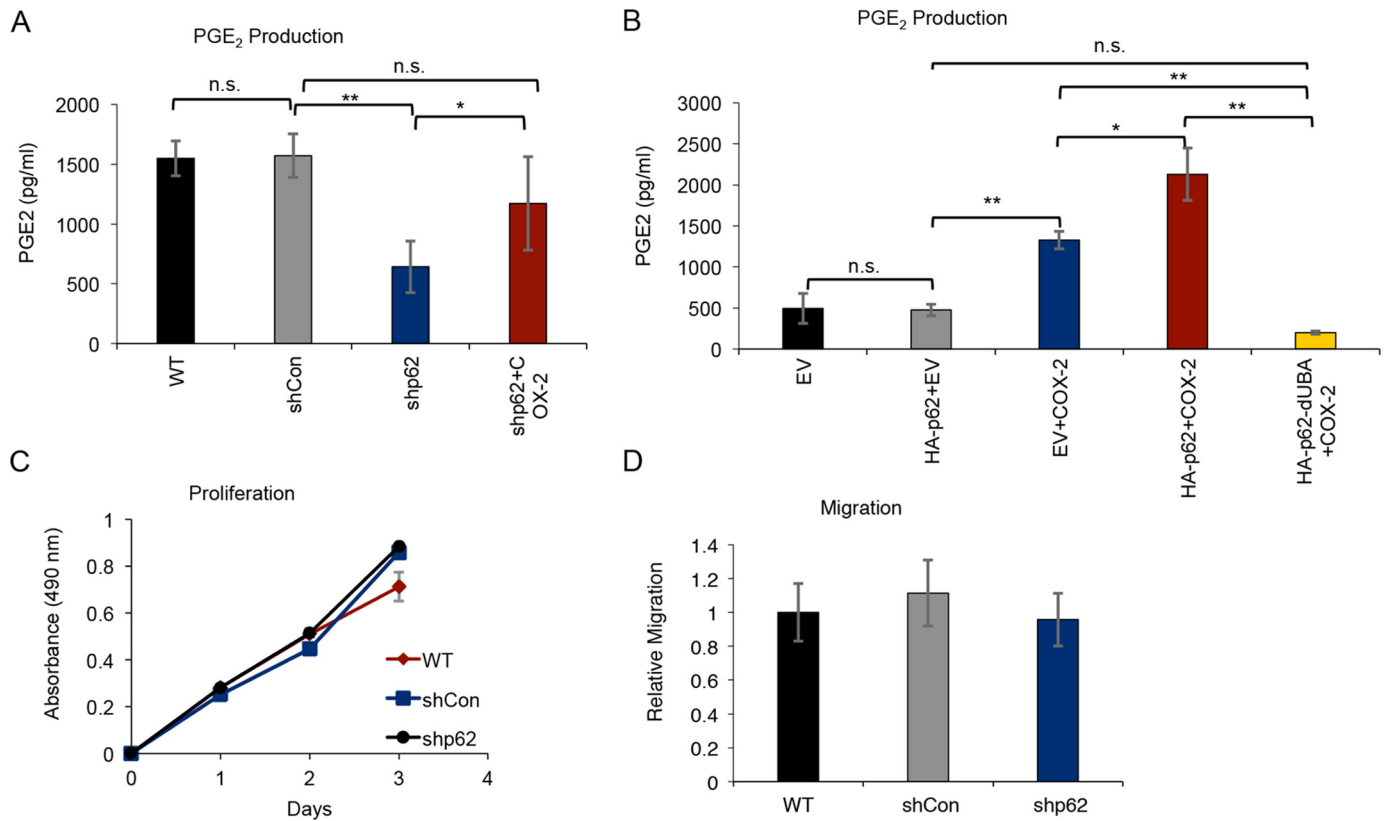 A
PGE2 Production
n.s.
n.s.
**
*
PGE2 (pg/ml)
2000
1500
1000
500
0
WT
shCon
shp62
shp62+C
OX-2
B
PGE2 Production
n.s.
**
**
*
**
n.s.
PGE2 (pg/ml)
3000
2500
2000
1500
1000
500
0
EV
HA-p62+EV
EV+COX-2
HA-p62+COX-2
HA-p62-dUBA
+COX-2
C
Proliferation
Absorbance (490 nm)
1
0.8
0.6
0.4
0.2
0
0 1 2 3 4
Days
WT
shCon
shp62
D
Migration
Relative Migration
1.4
1.2
1
0.8
0.6
0.4
0.2
0
WT shCon shp62